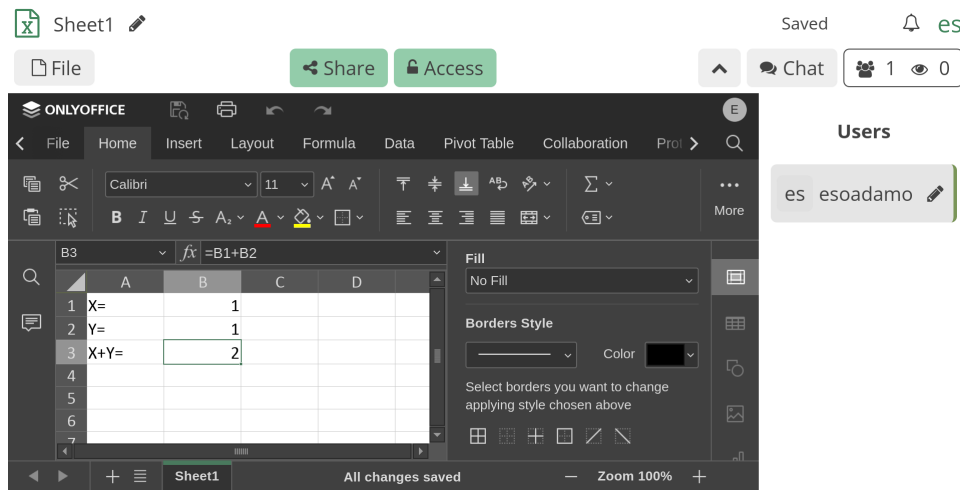 Sheet1
Saved
es
File
Share
Access
Chat
1
0
ONLYOFFICE
E
File Home Insert Layout Formula Data Pivot Table Collaboration
Calibri
11
More
B I U S A₂ A
B3
fx =B1+B2
A B C D
1 X= 1
2 Y= 1
3 X+Y= 2
4
5
6
7
Fill
No Fill
Borders Style
Color
Select borders you want to change
applying style chosen above
Sheet1
All changes saved
Zoom 100%
Users
es esoadamo